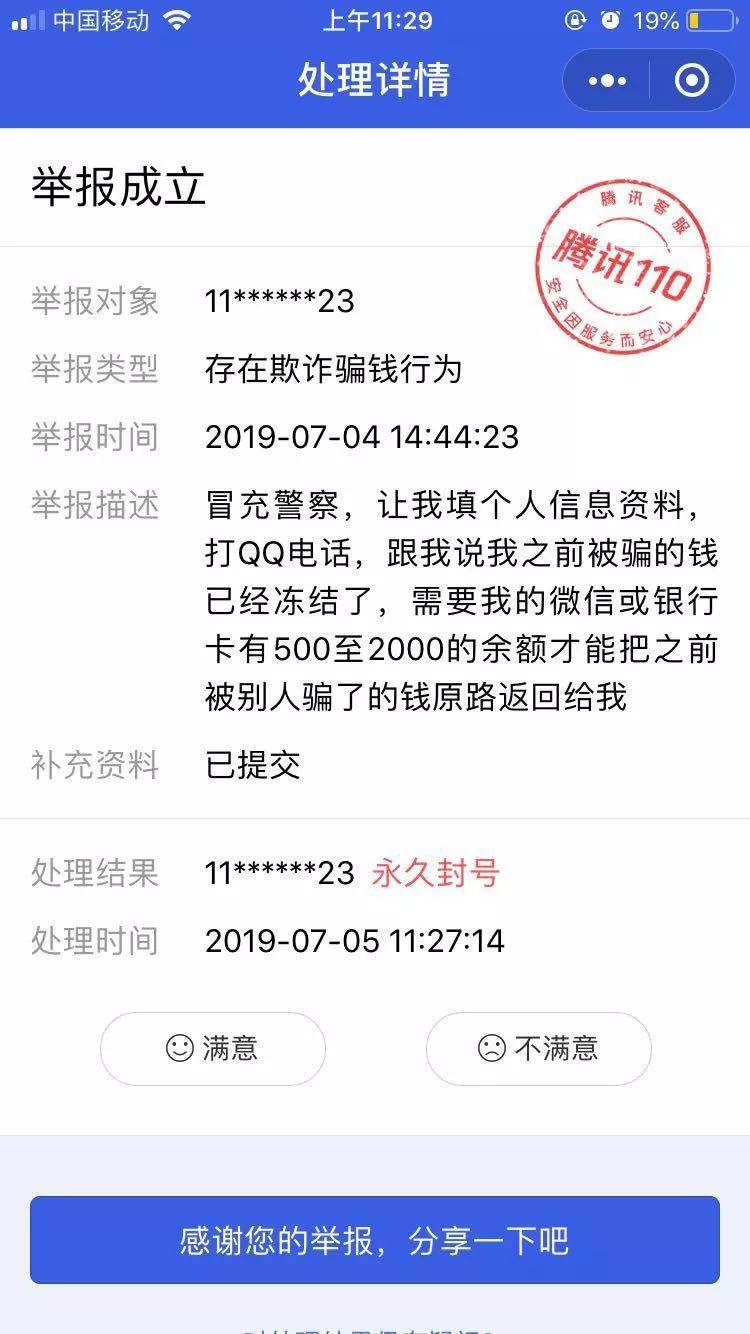 中国移动 上午11:29 19%
处理详情
举报成立
腾讯客服
腾讯110
安全因服务而安心
举报对象 11******23
举报类型 存在欺诈骗钱行为
举报时间 2019-07-04 14:44:23
举报描述 冒充警察，让我填个人信息资料，
打QQ电话，跟我说我之前被骗的钱
已经冻结了，需要我的微信或银行
卡有500至2000的余额才能把之前
被别人骗了的钱原路返回给我
补充资料 已提交
处理结果 11******23 永久封号
处理时间 2019-07-05 11:27:14
满意 不满意
感谢您的举报，分享一下吧